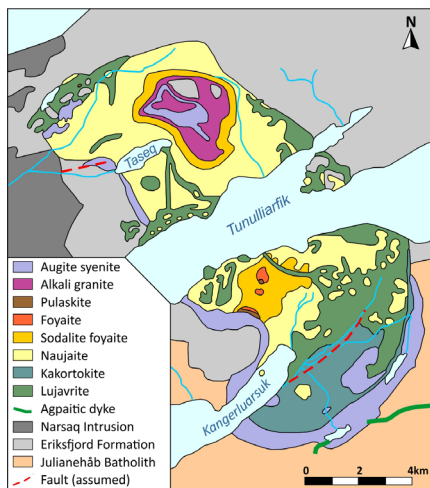 N
Taseq
Tunulliarfik
Kangerluarsuk
Augite syenite
Alkali granite
Pulaskite
Foyaite
Sodalite foyaite
Naujaite
Kakortokite
Lujavrite
Agpaitic dyke
Narsaq Intrusion
Eriksfjord Formation
Julianehåb Batholith
Fault (assumed)
0 2 4km